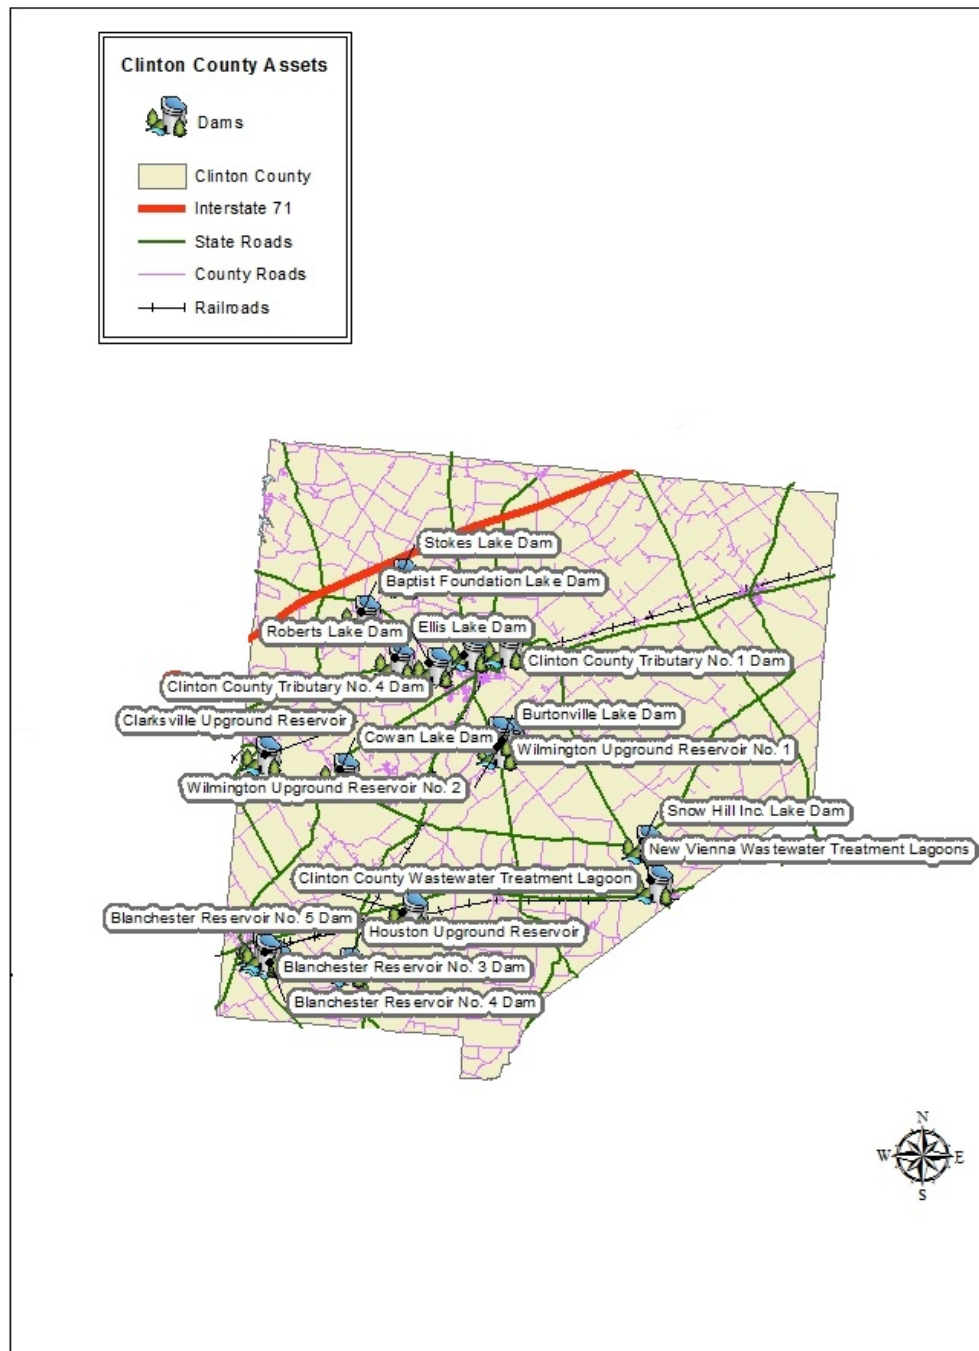 Clinton County Assets
Dams
Clinton County
Interstate 71
State Roads
County Roads
Railroads
Stokes Lake Dam
Baptist Foundation Lake Dam
Roberts Lake Dam
Ellis Lake Dam
Clinton County Tributary No. 1 Dam
Clinton County Tributary No. 4 Dam
Clarksville Upground Reservoir
Burtonville Lake Dam
Cowan Lake Dam
Wilmington Upground Reservoir No. 1
Wilmington Upground Reservoir No. 2
Snow Hill Inc. Lake Dam
New Vienna Wastewater Treatment Lagoons
Clinton County Wastewater Treatment Lagoon
Blanchester Reservoir No. 5 Dam
Houston Upground Reservoir
Blanchester Reservoir No. 3 Dam
Blanchester Reservoir No. 4 Dam
N
W E
S